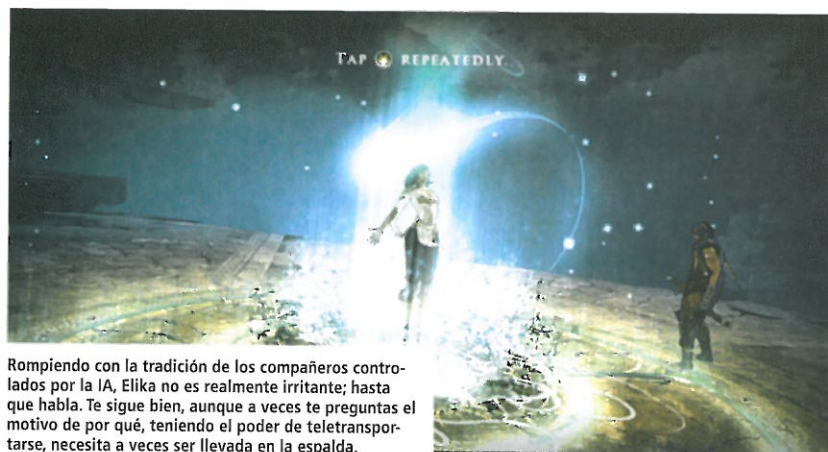 TAP REPEATEDLY
Rompiendo con la tradición de los compañeros contro-
lados por la IA, Elika no es realmente irritante; hasta
que habla. Te sigue bien, aunque a veces te preguntas el
motivo de por qué, teniendo el poder de teletranspor-
tarse, necesita a veces ser llevada en la espalda.